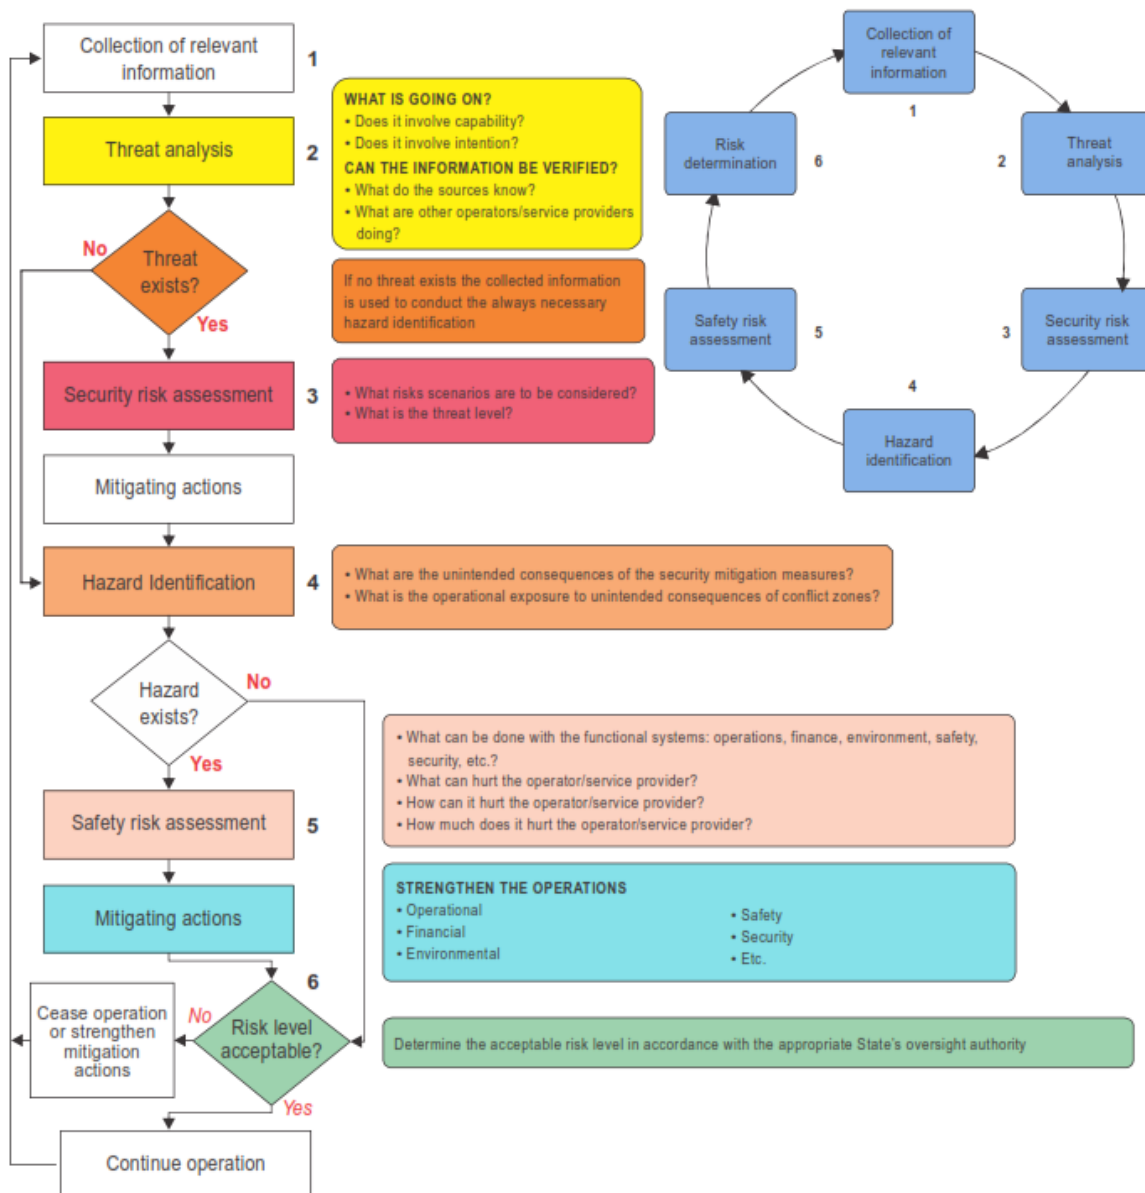 Collection of relevant
information
1
Threat analysis
2
WHAT IS GOING ON?
• Does it involve capability?
• Does it involve intention?
CAN THE INFORMATION BE VERIFIED?
• What do the sources know?
• What are other operators/service providers
doing?
No
Threat
exists?
Yes
If no threat exists the collected information
is used to conduct the always necessary
hazard identification
Security risk assessment
3
• What risks scenarios are to be considered?
• What is the threat level?
Mitigating actions
Hazard Identification
4
• What are the unintended consequences of the security mitigation measures?
• What is the operational exposure to unintended consequences of conflict zones?
Hazard
exists?
No
Yes
Safety risk assessment
5
• What can be done with the functional systems: operations, finance, environment, safety,
security, etc.?
• What can hurt the operator/service provider?
• How can it hurt the operator/service provider?
• How much does it hurt the operator/service provider?
Mitigating actions
STRENGTHEN THE OPERATIONS
• Operational
• Financial
• Environmental
• Safety
• Security
• Etc.
6
Risk level
acceptable?
No
Cease operation
or strengthen
mitigation
actions
Determine the acceptable risk level in accordance with the appropriate State's oversight authority
Yes
Continue operation
Collection of
relevant
information
1
Threat
analysis
2
Security risk
assessment
3
Hazard
identification
4
Safety risk
assessment
5
Risk
determination
6